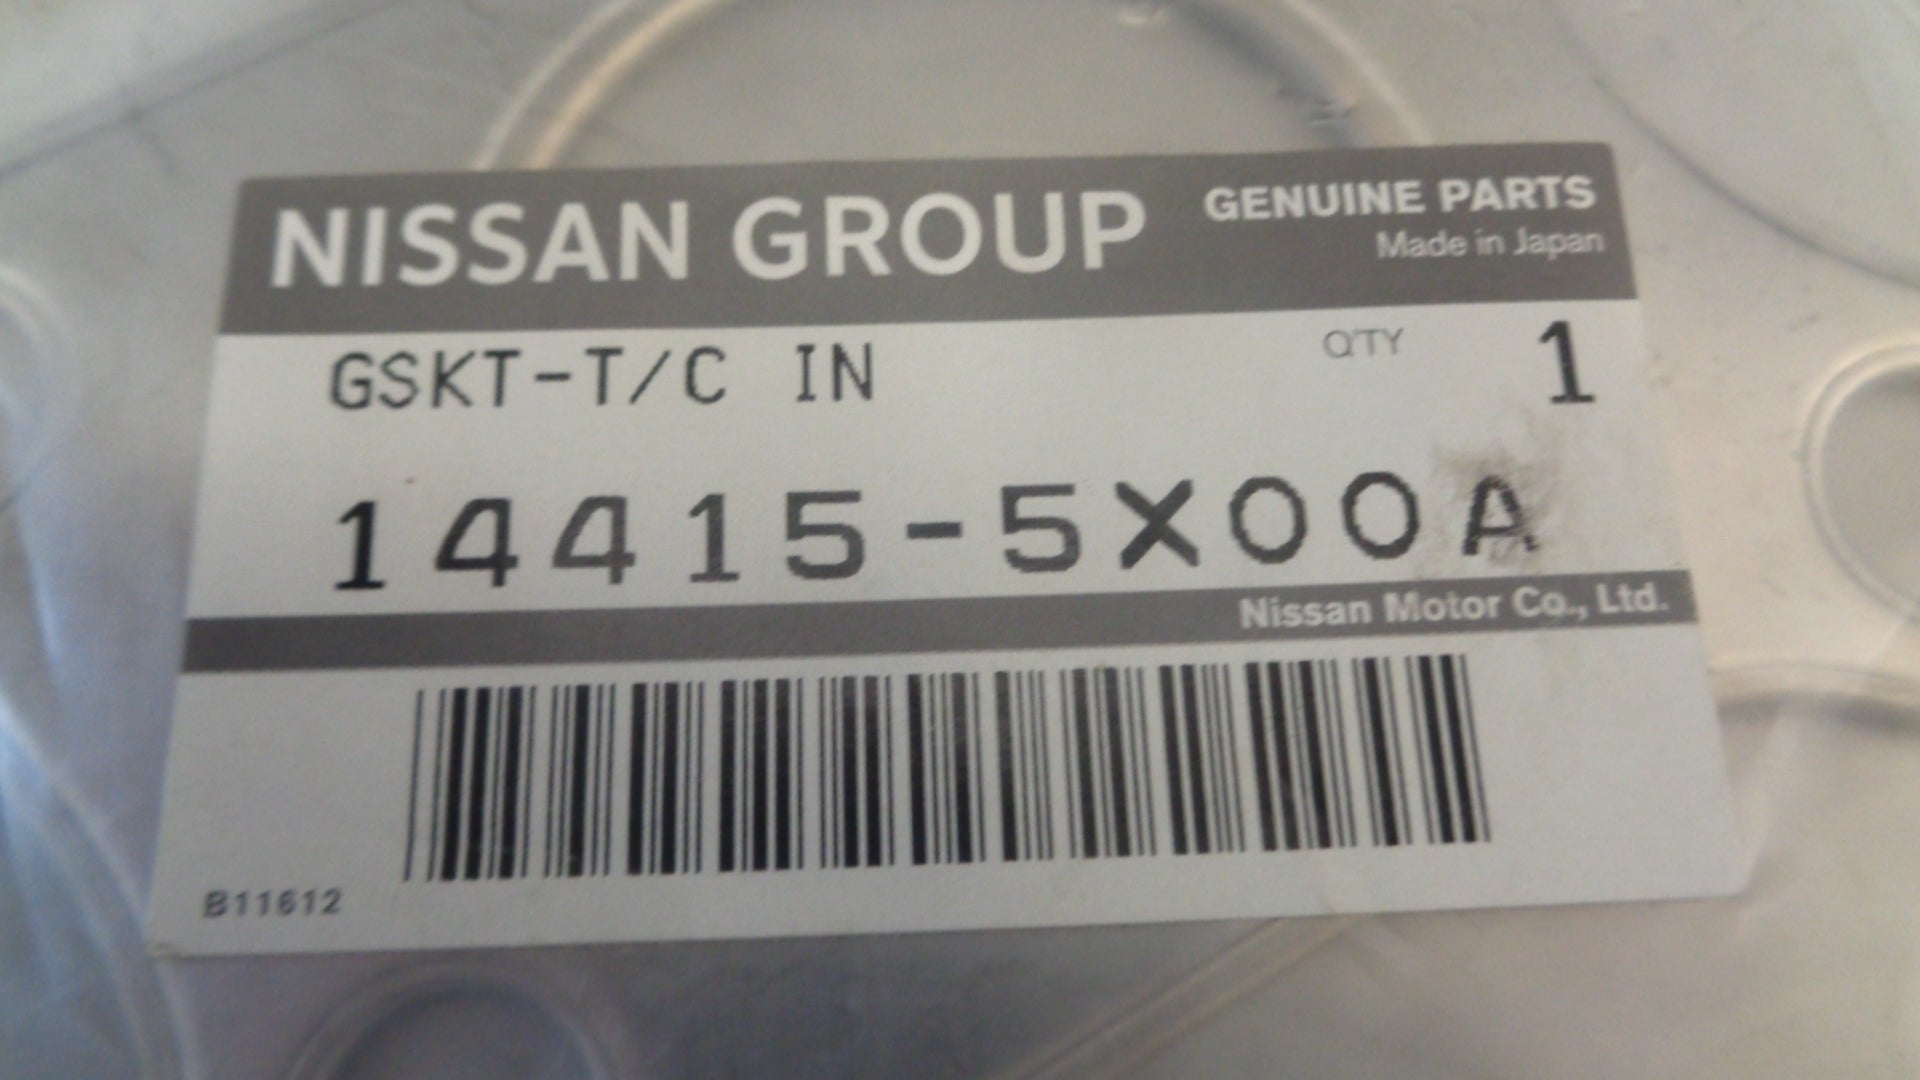 NISSAN GROUP GENUINE PARTS
Made in Japan
GSKT-T/C IN Q'TY 1
14415-5X00A
Nissan Motor Co., Ltd.
B11612